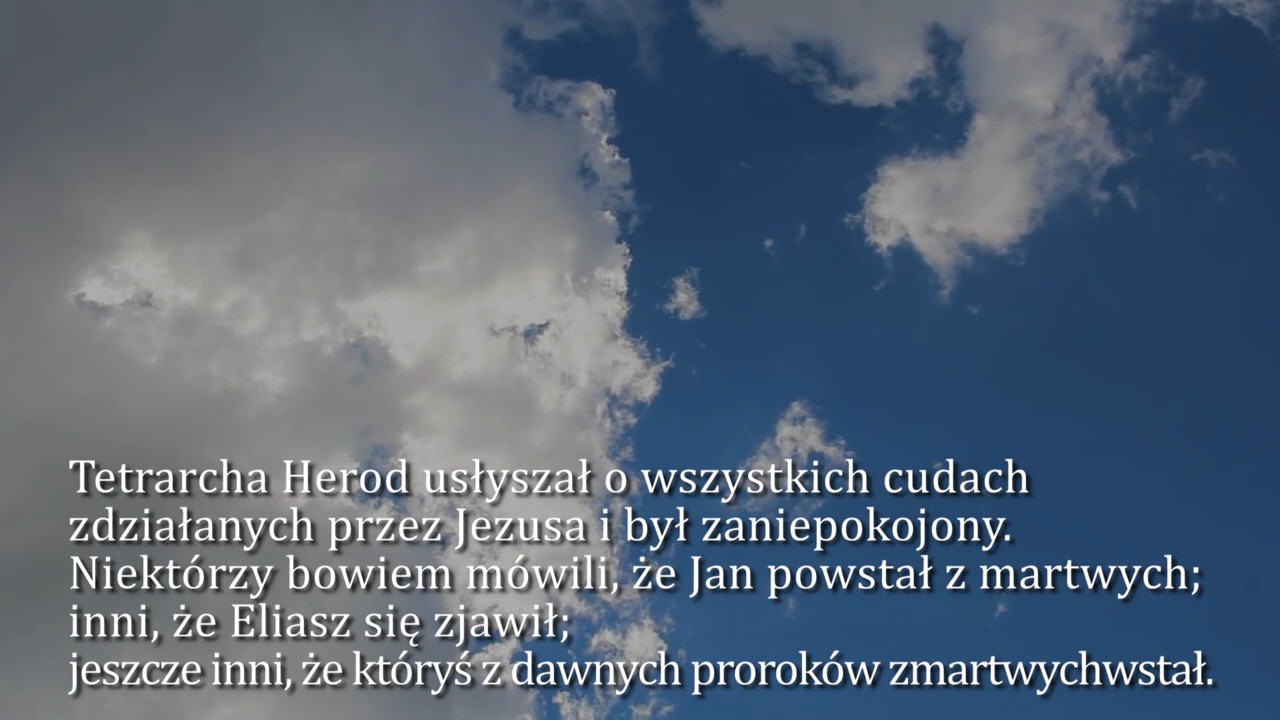 Tetrarcha Herod usłyszał o wszystkich cudach
zdziałanych przez Jezusa i był zaniepokojony.
Niektórzy bowiem mówili, że Jan powstał z martwych;
inni, że Eliasz się zjawił;
jeszcze inni, że któryś z dawnych proroków zmartwychwstał.